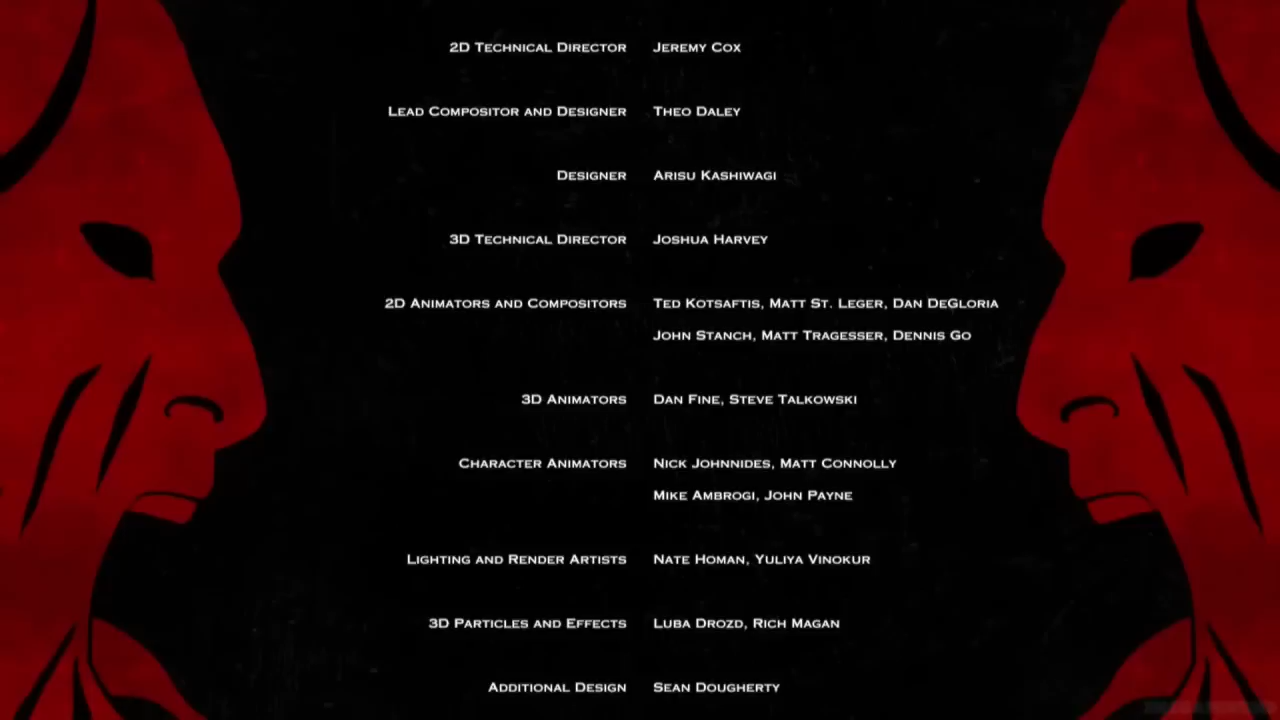 2D Technical Director Jeremy Cox
Lead Compositor and Designer Theo Daley
Designer Arisu Kashiwagi
3D Technical Director Joshua Harvey
2D Animators and Compositors Ted Kotsaftis, Matt St. Leger, Dan DeGloria
John Stanch, Matt Tragesser, Dennis Go
3D Animators Dan Fine, Steve Talkowski
Character Animators Nick Johnnides, Matt Connolly
Mike Ambrogi, John Payne
Lighting and Render Artists Nate Homan, Yuliya Vinokur
3D Particles and Effects Luba Drozd, Rich Magan
Additional Design Sean Dougherty